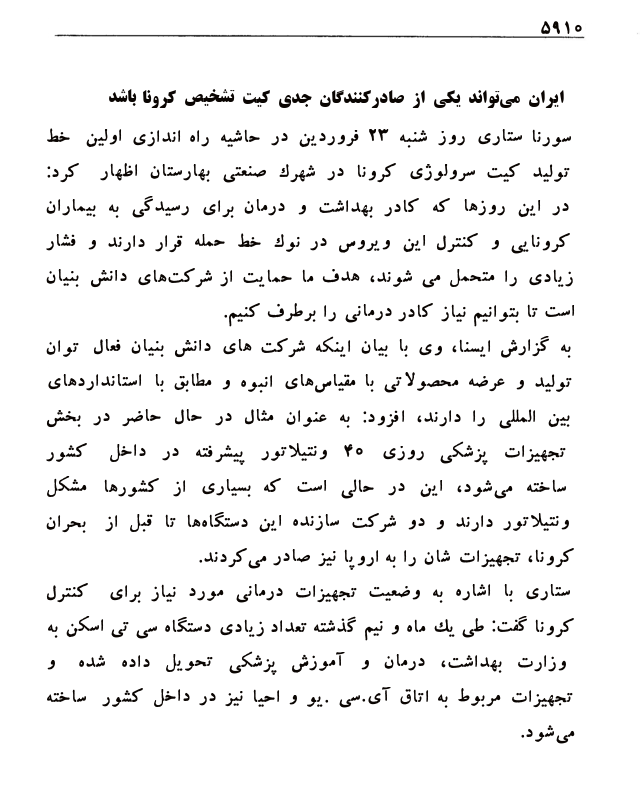 ۵۹۱۰
ایران می‌تواند یکی از صادرکنندگان جدی کیت تشخیص کرونا باشد
سورنا ستاری روز شنبه ۲۳ فروردین در حاشیه راه اندازی اولین خط
تولید کیت سرولوژی کرونا در شهرك صنعتی بهارستان اظهار کرد:
در این روزها که کادر بهداشت و درمان برای رسیدگی به بیماران
کرونایی و کنترل این ویروس در نوك خط حمله قرار دارند و فشار
زیادی را متحمل می شوند، هدف ما حمایت از شرکت‌های دانش بنیان
است تا بتوانیم نیاز کادر درمانی را برطرف کنیم.
به گزارش ایسنا، وی با بیان اینکه شرکت های دانش بنیان فعال توان
تولید و عرضه محصولاتی با مقیاس‌های انبوه و مطابق با استانداردهای
بین المللی را دارند، افزود: به عنوان مثال در حال حاضر در بخش
تجهیزات پزشکی روزی ۴۰ ونتیلاتور پیشرفته در داخل کشور
ساخته می‌شود، این در حالی است که بسیاری از کشورها مشکل
ونتیلاتور دارند و دو شرکت سازنده این دستگاه‌ها تا قبل از بحران
کرونا، تجهیزات شان را به اروپا نیز صادر می‌کردند.
ستاری با اشاره به وضعیت تجهیزات درمانی مورد نیاز برای کنترل
کرونا گفت: طی یك ماه و نیم گذشته تعداد زیادی دستگاه سی تی اسکن به
وزارت بهداشت، درمان و آموزش پزشکی تحویل داده شده و
تجهیزات مربوط به اتاق آی.سی .یو و احیا نیز در داخل کشور ساخته
می‌شود.